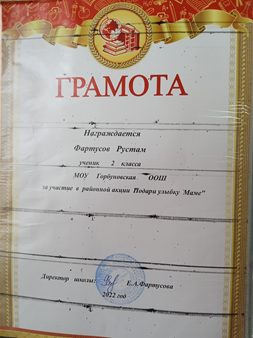 ГРАМОТА
Награждается
Фартусов Рустам
ученик 2 класса
МОУ Горбуновская ООШ
за участие в районной акции "Подари улыбку Маме"
Директор школы: Е.А.Фартусова
2022 год